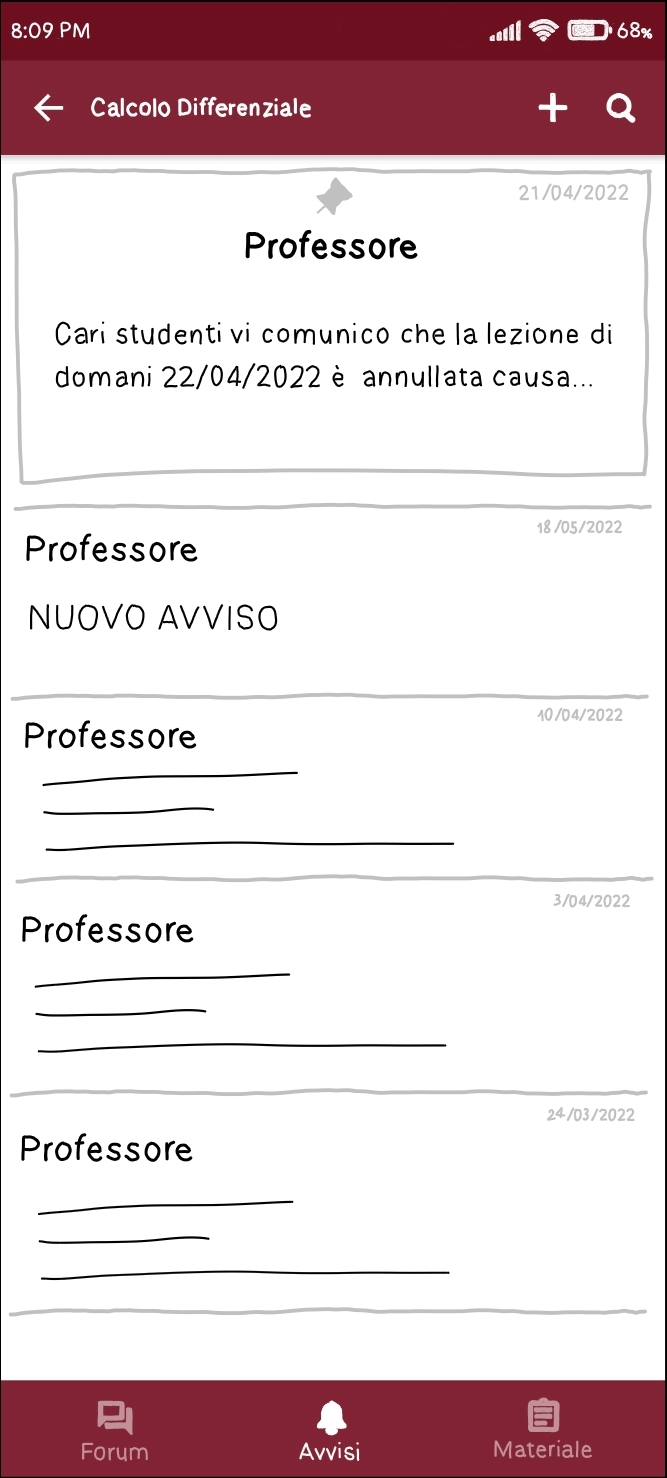 8:09 PM 68%
Calcolo Differenziale
21/04/2022
Professore
Cari studenti vi comunico che la lezione di
domani 22/04/2022 è annullata causa...
18/05/2022
Professore
NUOVO AVVISO
10/04/2022
Professore
3/04/2022
Professore
24/03/2022
Professore
Forum Avvisi Materiale